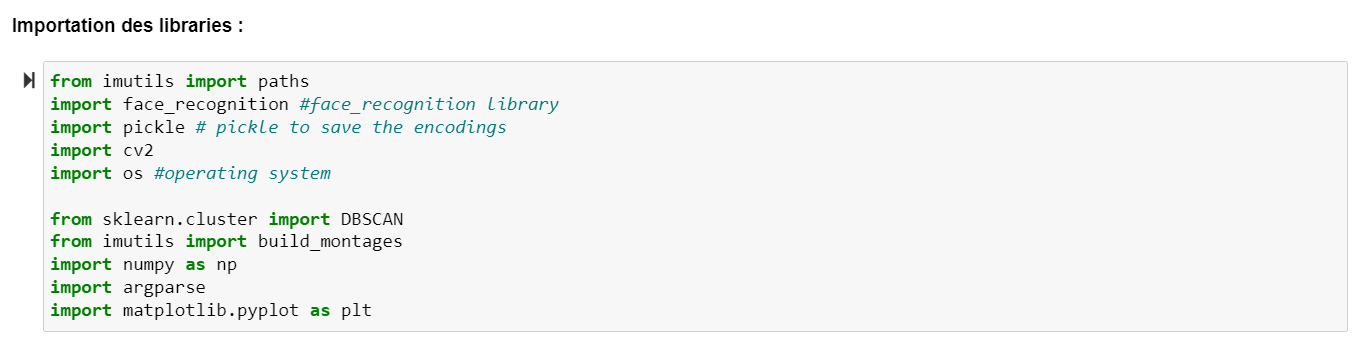 Importation des libraries :
from imutils import paths
import face_recognition #face_recognition library
import pickle # pickle to save the encodings
import cv2
import os #operating system
from sklearn.cluster import DBSCAN
from imutils import build_montages
import numpy as np
import argparse
import matplotlib.pyplot as plt